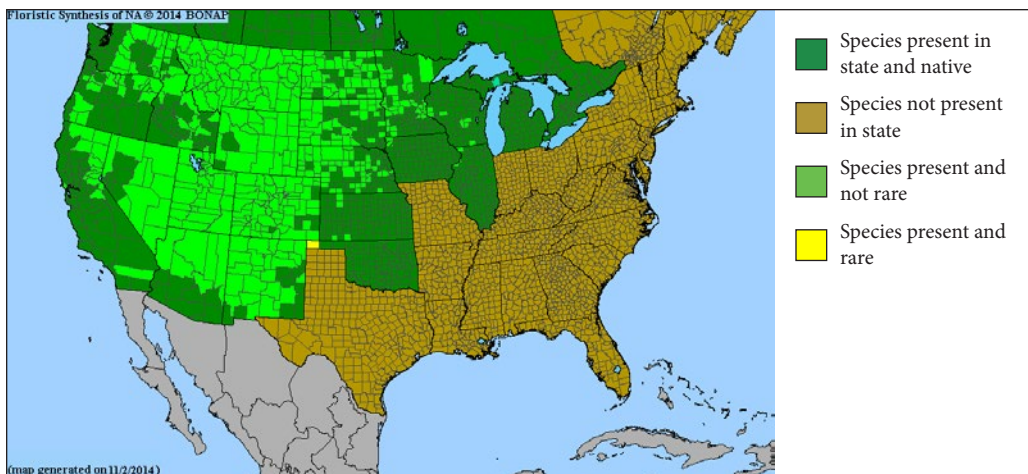 Floristic Synthesis of NA © 2014 BONAP
Species present in
state and native
Species not present
in state
Species present and
not rare
Species present and
rare
(map generated on 11/2/2014)